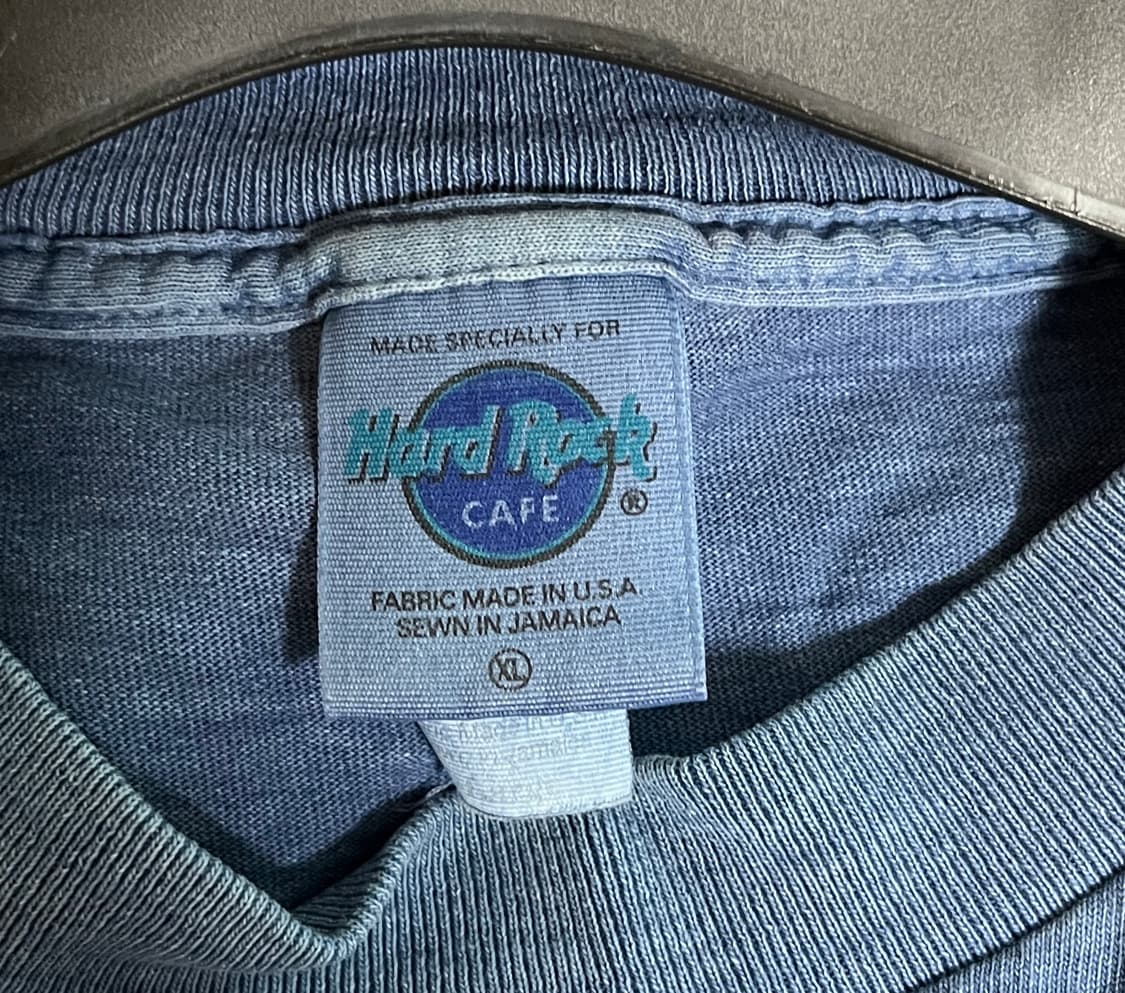 MADE SPECIALLY FOR
Hard Rock
CAFE ®
FABRIC MADE IN U.S.A
SEWN IN JAMAICA
XL